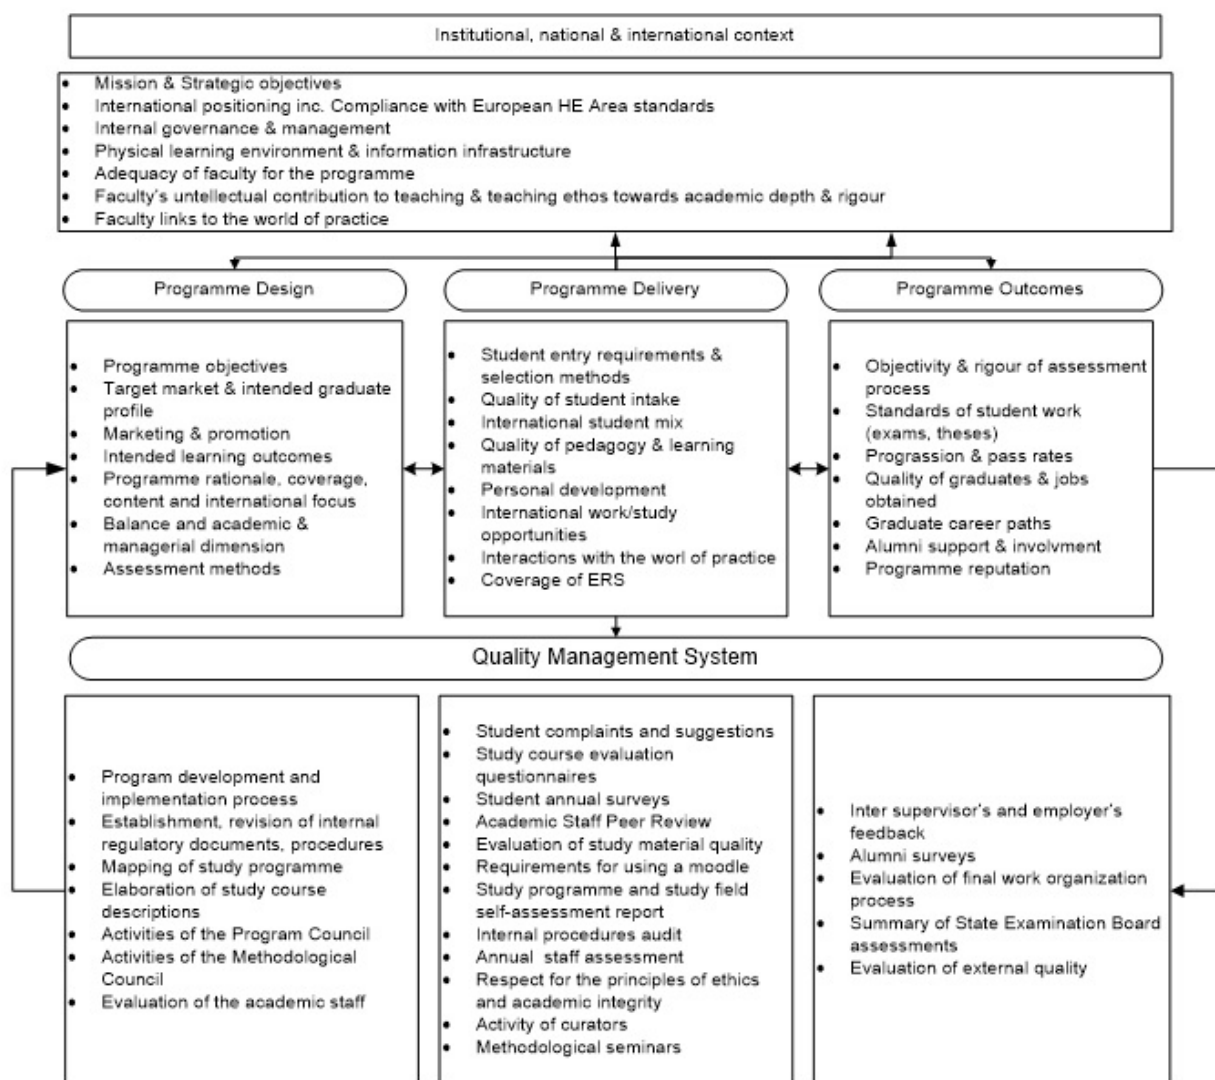 Institutional, national & international context
• Mission & Strategic objectives
• International positioning inc. Compliance with European HE Area standards
• Internal governance & management
• Physical learning environment & information infrastructure
• Adequacy of faculty for the programme
• Faculty's untellectual contribution to teaching & teaching ethos towards academic depth & rigour
• Faculty links to the world of practice
Programme Design
• Programme objectives
• Target market & intended graduate
profile
• Marketing & promotion
• Intended learning outcomes
• Programme rationale, coverage,
content and international focus
• Balance and academic &
managerial dimension
• Assessment methods
Programme Delivery
• Student entry requirements &
selection methods
• Quality of student intake
• International student mix
• Quality of pedagogy & learning
materials
• Personal development
• International work/study
opportunities
• Interactions with the worl of practice
• Coverage of ERS
Programme Outcomes
• Objectivity & rigour of assessment
process
• Standards of student work
(exams, theses)
• Prograssion & pass rates
• Quality of graduates & jobs
obtained
• Graduate career paths
• Alumni support & involvment
• Programme reputation
Quality Management System
• Program development and
implementation process
• Establishment, revision of internal
regulatory documents, procedures
• Mapping of study programme
• Elaboration of study course
descriptions
• Activities of the Program Council
• Activities of the Methodological
Council
• Evaluation of the academic staff
• Student complaints and suggestions
• Study course evaluation
questionnaires
• Student annual surveys
• Academic Staff Peer Review
• Evaluation of study material quality
• Requirements for using a moodle
• Study programme and study field
self-assessment report
• Internal procedures audit
• Annual staff assessment
• Respect for the principles of ethics
and academic integrity
• Activity of curators
• Methodological seminars
• Inter supervisor's and employer's
feedback
• Alumni surveys
• Evaluation of final work organization
process
• Summary of State Examination Board
assessments
• Evaluation of external quality